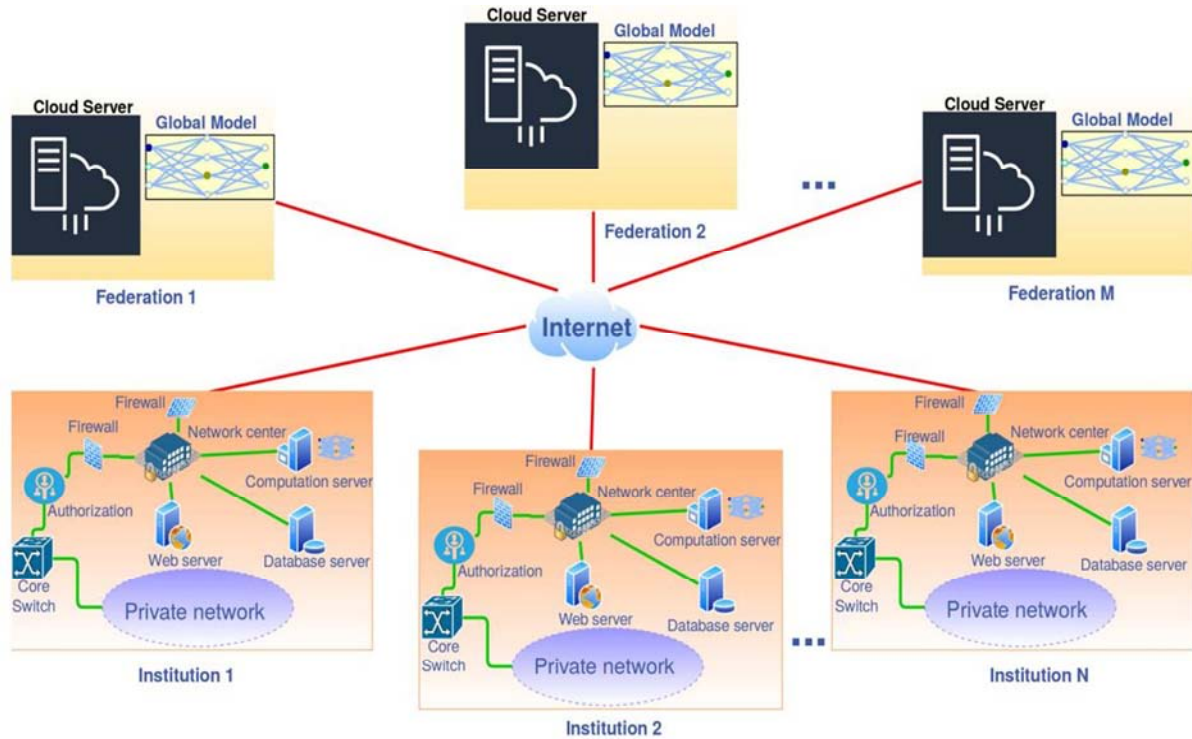 Cloud Server
Global Model
Federation 2
Cloud Server
Global Model
Federation 1
...
Cloud Server
Global Model
Federation M
Internet
Firewall
Firewall
Network center
Computation server
Authorization
Web server
Database server
Core
Switch
Private network
Institution 1
Firewall
Firewall
Network center
Computation server
Authorization
Web server
Database server
Core
Switch
Private network
Institution 2
...
Firewall
Firewall
Network center
Computation server
Authorization
Web server
Database server
Core
Switch
Private network
Institution N